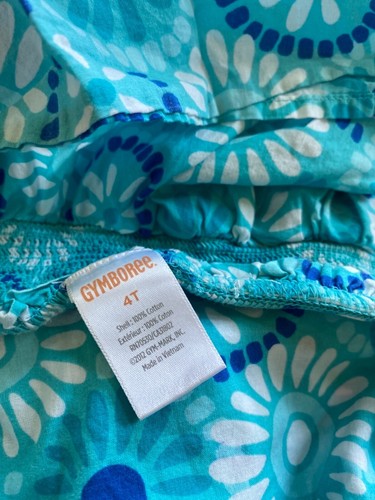 GYMBOREE
4T
Shell: 100% Cotton
Extérieur: 100% Coton
©2012 GYM-MARK, INC.
Made in Vietnam